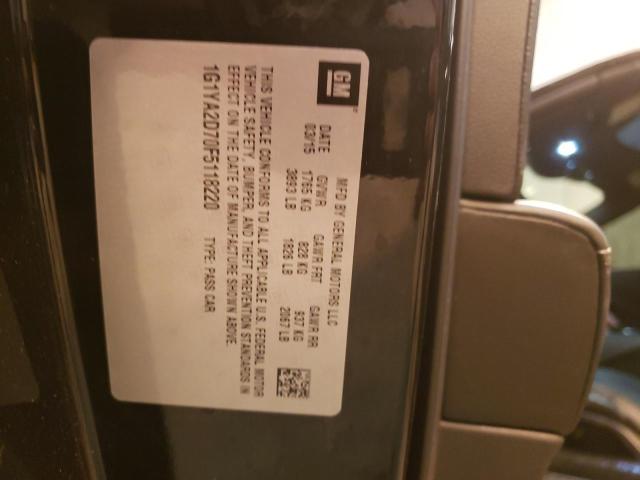 GM
MFD BY GENERAL MOTORS LLC
DATE GVWR GAWR FRT GAWR RR
03/15 1765 KG 828 KG 937 KG
3893 LB 1826 LB 2067 LB
THIS VEHICLE CONFORMS TO ALL APPLICABLE U.S. FEDERAL MOTOR
VEHICLE SAFETY, BUMPER, AND THEFT PREVENTION STANDARDS IN
EFFECT ON THE DATE OF MANUFACTURE SHOWN ABOVE.
1G1YA2D70F5118220 TYPE: PASS CAR